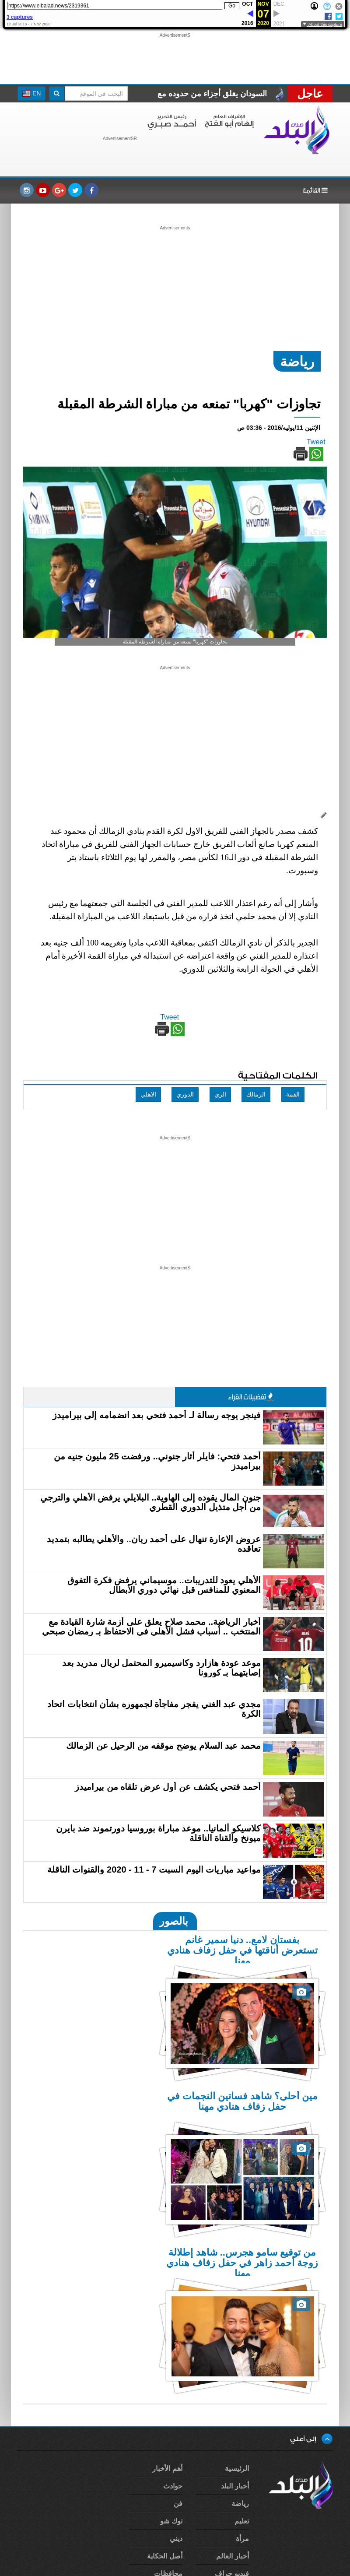 https://www.elbalad.news/2319361
Go
OCT NOV DEC
07
2016 2020 2021
3 captures
12 Jul 2016 - 7 Nov 2020
About this capture
AdvertisementS
عاجل
السودان يغلق أجزاء من حدوده مع
البحث في الموقع
EN
البلد
الإشراف العام
إلهام أبو الفتح
رئيس التحرير
أحمد صبري
AdvertisementSR
القائمة
Advertisements
رياضة
تجاوزات "كهربا" تمنعه من مباراة الشرطة المقبلة
الإثنين 11/يوليه/2016 - 03:36 ص
Tweet
HYUNDAI
تجاوزات "كهربا" تمنعه من مباراة الشرطة المقبلة
Advertisements
كشف مصدر بالجهاز الفني للفريق الاول لكرة القدم بنادي الزمالك أن محمود عبد
المنعم كهربا صانع ألعاب الفريق خارج حسابات الجهاز الفني للفريق في مباراة اتحاد
الشرطة المقبلة في دور الـ16 لكأس مصر، والمقرر لها يوم الثلاثاء باستاد بتر
وسبورت.
وأشار إلى أنه رغم اعتذار اللاعب للمدير الفني في الجلسة التي جمعتهما مع رئيس
النادي إلا أن محمد حلمي اتخذ قراره من قبل باستبعاد اللاعب من المباراة المقبلة.
الجدير بالذكر أن نادي الزمالك اكتفى بمعاقبة اللاعب ماديا وتغريمه 100 ألف جنيه بعد
اعتذاره للمدير الفني عن واقعة اعتراضه عن استبداله في مباراة القمة الأخيرة أمام
الأهلي في الجولة الرابعة والثلاثين للدوري.
Tweet
الكلمات المفتاحية
القمة
الزمالك
الري
الدوري
الاهلي
AdvertisementS
AdvertisementS
تفضيلات القراء
فينجر يوجه رسالة لـ أحمد فتحي بعد انضمامه إلى بيراميدز
أحمد فتحي: فايلر أثار جنوني.. ورفضت 25 مليون جنيه من
بيراميدز
جنون المال يقوده إلى الهاوية.. البلايلي يرفض الأهلي والترجي
من أجل متذيل الدوري القطري
عروض الإعارة تنهال على أحمد ريان.. والأهلي يطالبه بتمديد
تعاقده
الأهلي يعود للتدريبات.. موسيماني يرفض فكرة التفوق
المعنوي للمنافس قبل نهائي دوري الأبطال
أخبار الرياضة.. محمد صلاح يعلق على أزمة شارة القيادة مع
المنتخب .. أسباب فشل الأهلي في الاحتفاظ بـ رمضان صبحي
موعد عودة هازارد وكاسيميرو المحتمل لريال مدريد بعد
إصابتهما بـ كورونا
مجدي عبد الغني يفجر مفاجأة لجمهوره بشأن انتخابات اتحاد
الكرة
محمد عبد السلام يوضح موقفه من الرحيل عن الزمالك
أحمد فتحي يكشف عن أول عرض تلقاه من بيراميدز
كلاسيكو ألمانيا.. موعد مباراة بوروسيا دورتموند ضد بايرن
ميونخ والقناة الناقلة
مواعيد مباريات اليوم السبت 7 - 11 - 2020 والقنوات الناقلة
بالصور
بفستان لامع.. دنيا سمير غانم
تستعرض أناقتها في حفل زفاف هنادي
مهنا
مين أحلى؟ شاهد فساتين النجمات في
حفل زفاف هنادي مهنا
من توقيع سامو هجرس.. شاهد إطلالة
زوجة أحمد زاهر في حفل زفاف هنادي
مهنا
إلى أعلي
صدى البلد
الرئيسية
أهم الأخبار
أخبار البلد
حوادث
رياضة
فن
تعليم
توك شو
مرأة
ديني
أخبار العالم
أصل الحكاية
فيديو جراف
محافظات